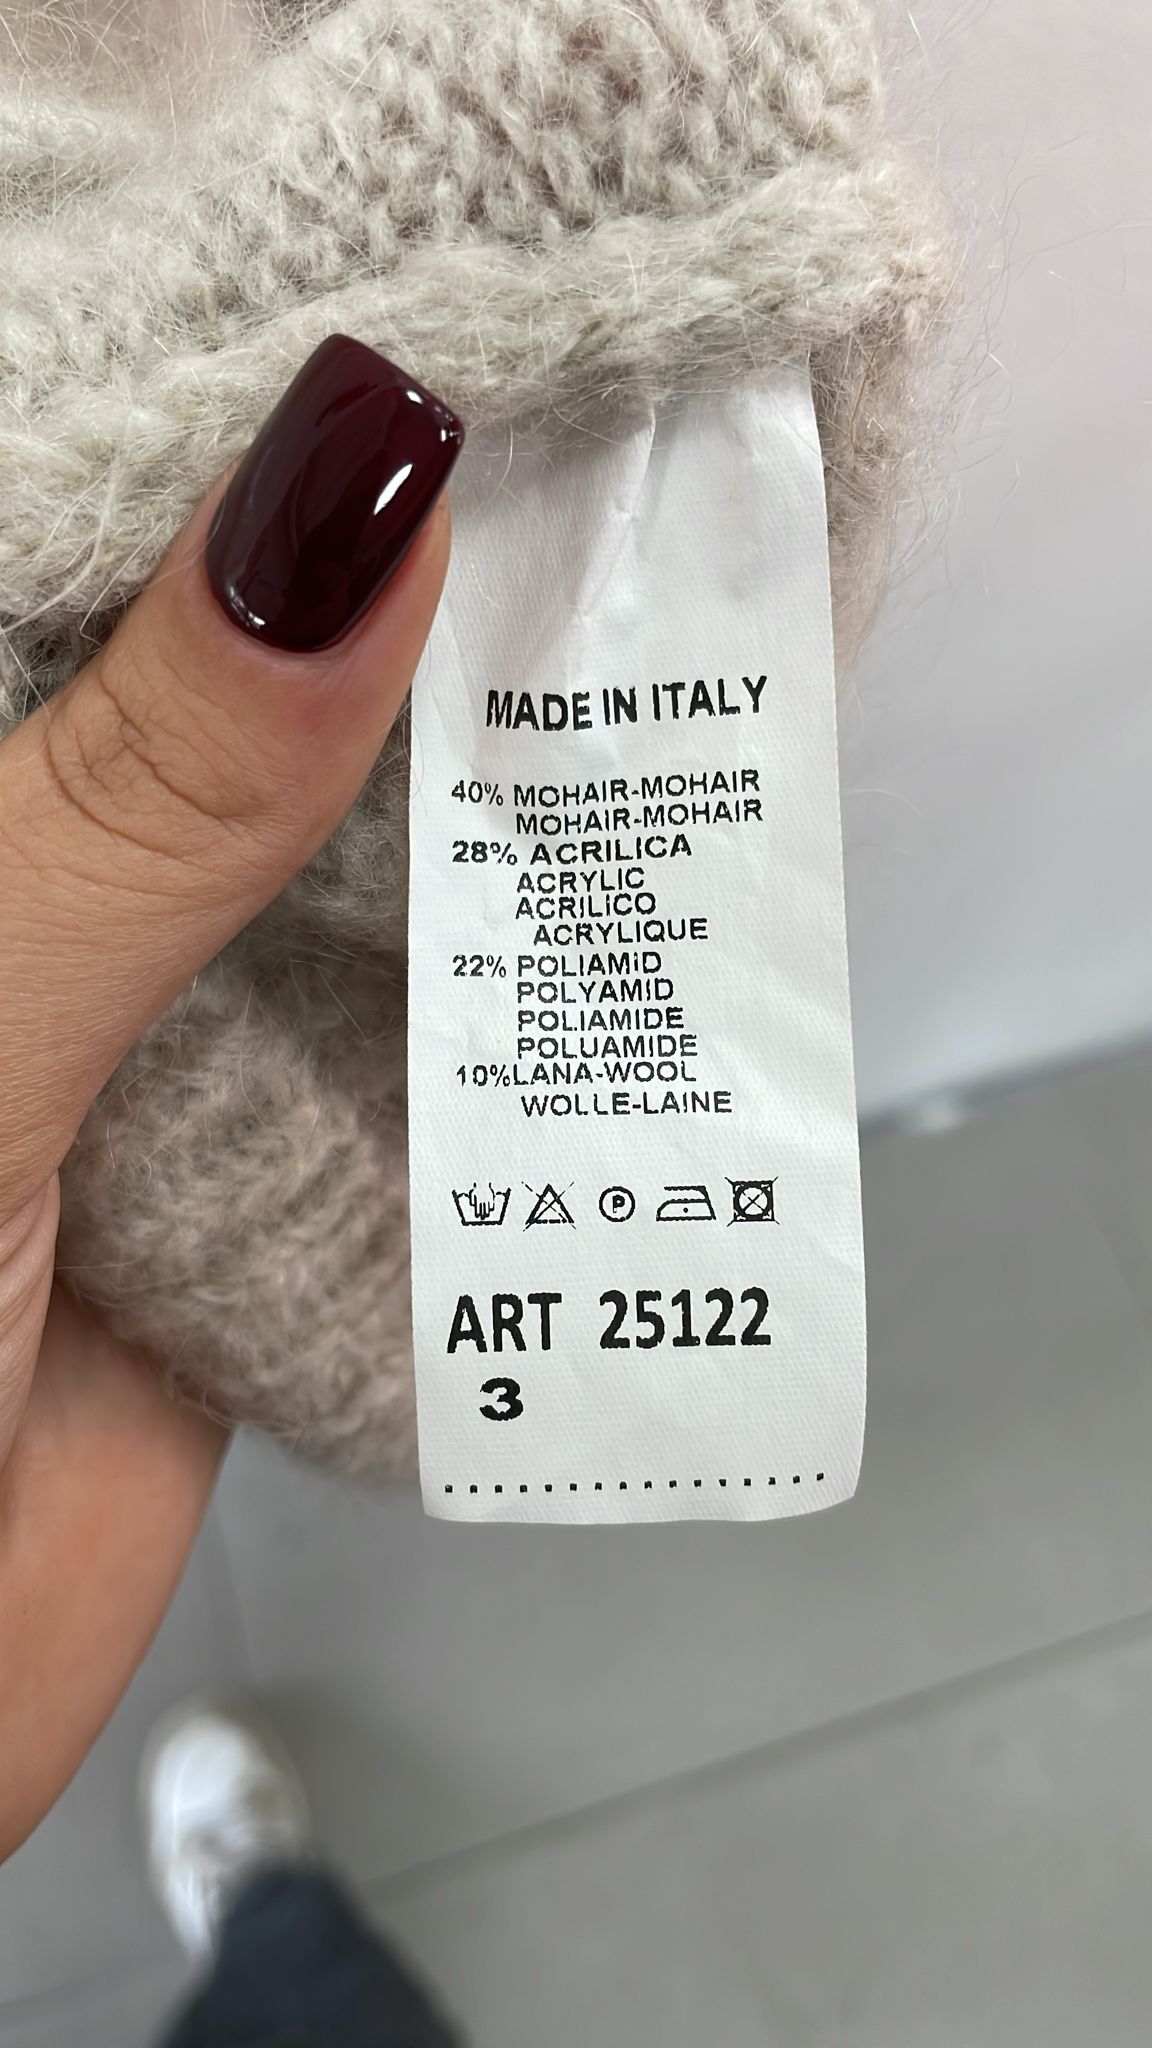 MADE IN ITALY
40% MOHAIR-MOHAIR
MOHAIR-MOHAIR
28% ACRILICA
ACRYLIC
ACRILICO
ACRYLIQUE
22% POLIAMID
POLYAMID
POLIAMIDE
POLUAMIDE
10%LANA-WOOL
WOLLE-LAINE
P
ART 25122
3